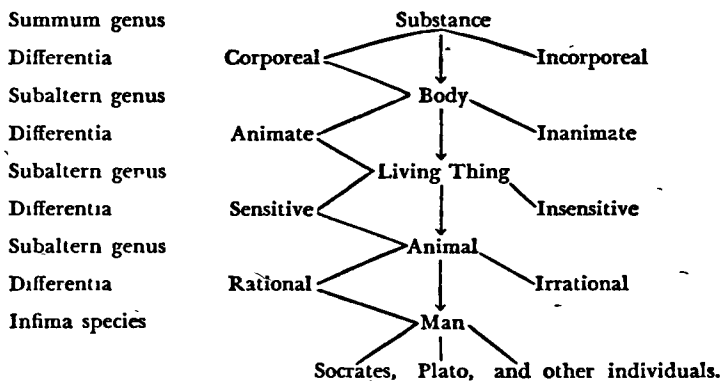 Summum genus Substance
Differentia Corporeal Incorporeal
Subaltern genus Body
Differentia Animate Inanimate
Subaltern genus Living Thing
Differentia Sensitive Insensitive
Subaltern genus Animal
Differentia Rational Irrational
Infima species Man
Socrates, Plato, and other individuals.